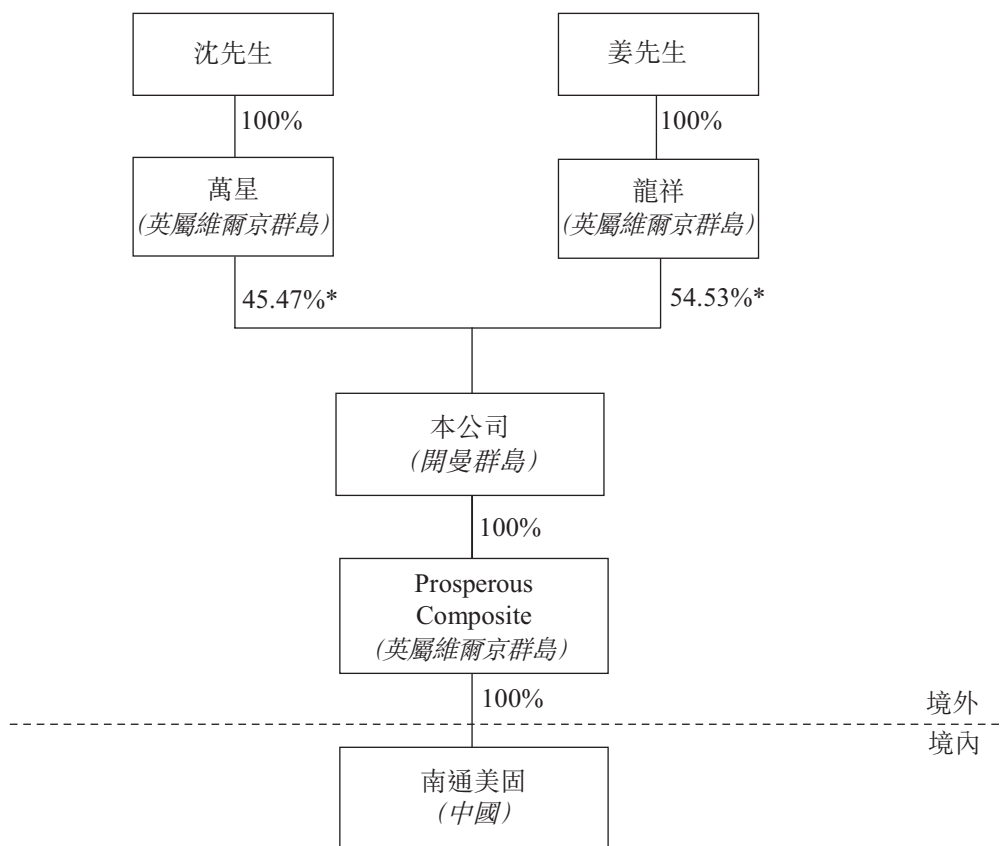 沈先生
姜先生
100%
100%
萬星
(英屬維爾京群島)
龍祥
(英屬維爾京群島)
45.47%*
54.53%*
本公司
(開曼群島)
100%
Prosperous
Composite
(英屬維爾京群島)
100%
境外
境內
南通美固
(中國)